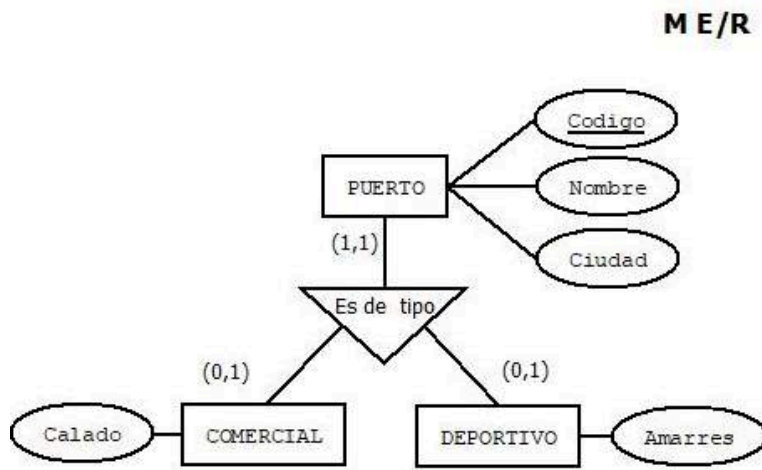 M E/R
Codigo
PUERTO
Nombre
(1,1)
Ciudad
Es de tipo
(0,1)
(0,1)
Calado
COMERCIAL
DEPORTIVO
Amarres